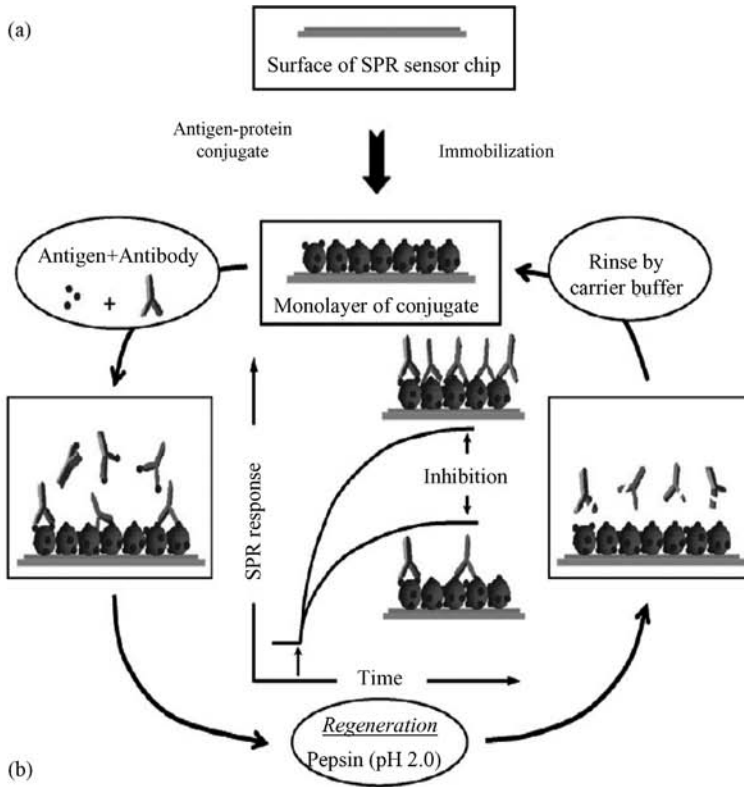 (a)
Surface of SPR sensor chip
Antigen-protein
conjugate
Immobilization
Antigen+Antibody
+
Monolayer of conjugate
Rinse by
carrier buffer
SPR response
Inhibition
Time
Regeneration
Pepsin (pH 2.0)
(b)